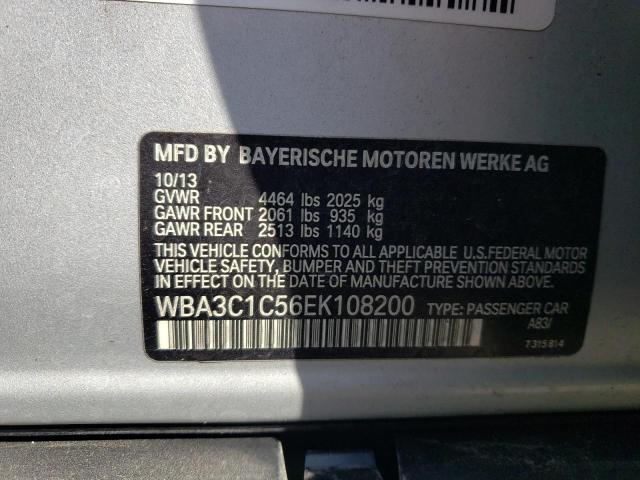 MFD BY BAYERISCHE MOTOREN WERKE AG
10/13
GVWR 4464 lbs 2025 kg
GAWR FRONT 2061 lbs 935 kg
GAWR REAR 2513 lbs 1140 kg
THIS VEHICLE CONFORMS TO ALL APPLICABLE U.S.FEDERAL MOTOR
VEHICLE SAFETY, BUMPER AND THEFT PREVENTION STANDARDS
IN EFFECT ON THE DATE OF MANUFACTURE SHOWN ABOVE.
WBA3C1C56EK108200 TYPE: PASSENGER CAR
A83/
7315814